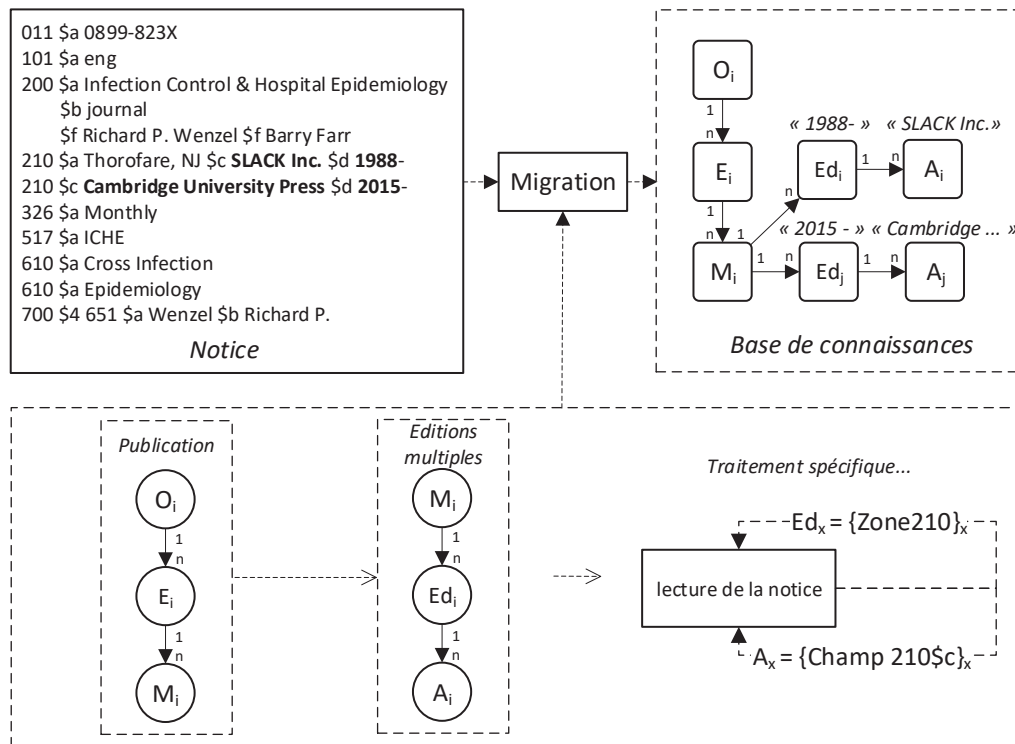 011 $a 0899-823X
101 $a eng
200 $a Infection Control & Hospital Epidemiology
$b journal
$f Richard P. Wenzel $f Barry Farr
210 $a Thorofare, NJ $c SLACK Inc. $d 1988-
210 $c Cambridge University Press $d 2015-
326 $a Monthly
517 $a ICHE
610 $a Cross Infection
610 $a Epidemiology
700 $4 651 $a Wenzel $b Richard P.
Notice
Migration
Oi
1
n
« 1988- » « SLACK Inc.»
Ei
Edi
1
n
Ai
1
n
n
1
« 2015 - » « Cambridge ... »
Mi
1
n
Edj
1
n
Aj
Base de connaissances
Publication
Oi
1
n
Ei
1
n
Mi
Editions
multiples
Mi
1
n
Edi
1
n
Ai
Traitement spécifique...
Edx = {Zone210}x
lecture de la notice
Ax = {Champ 210$c}x